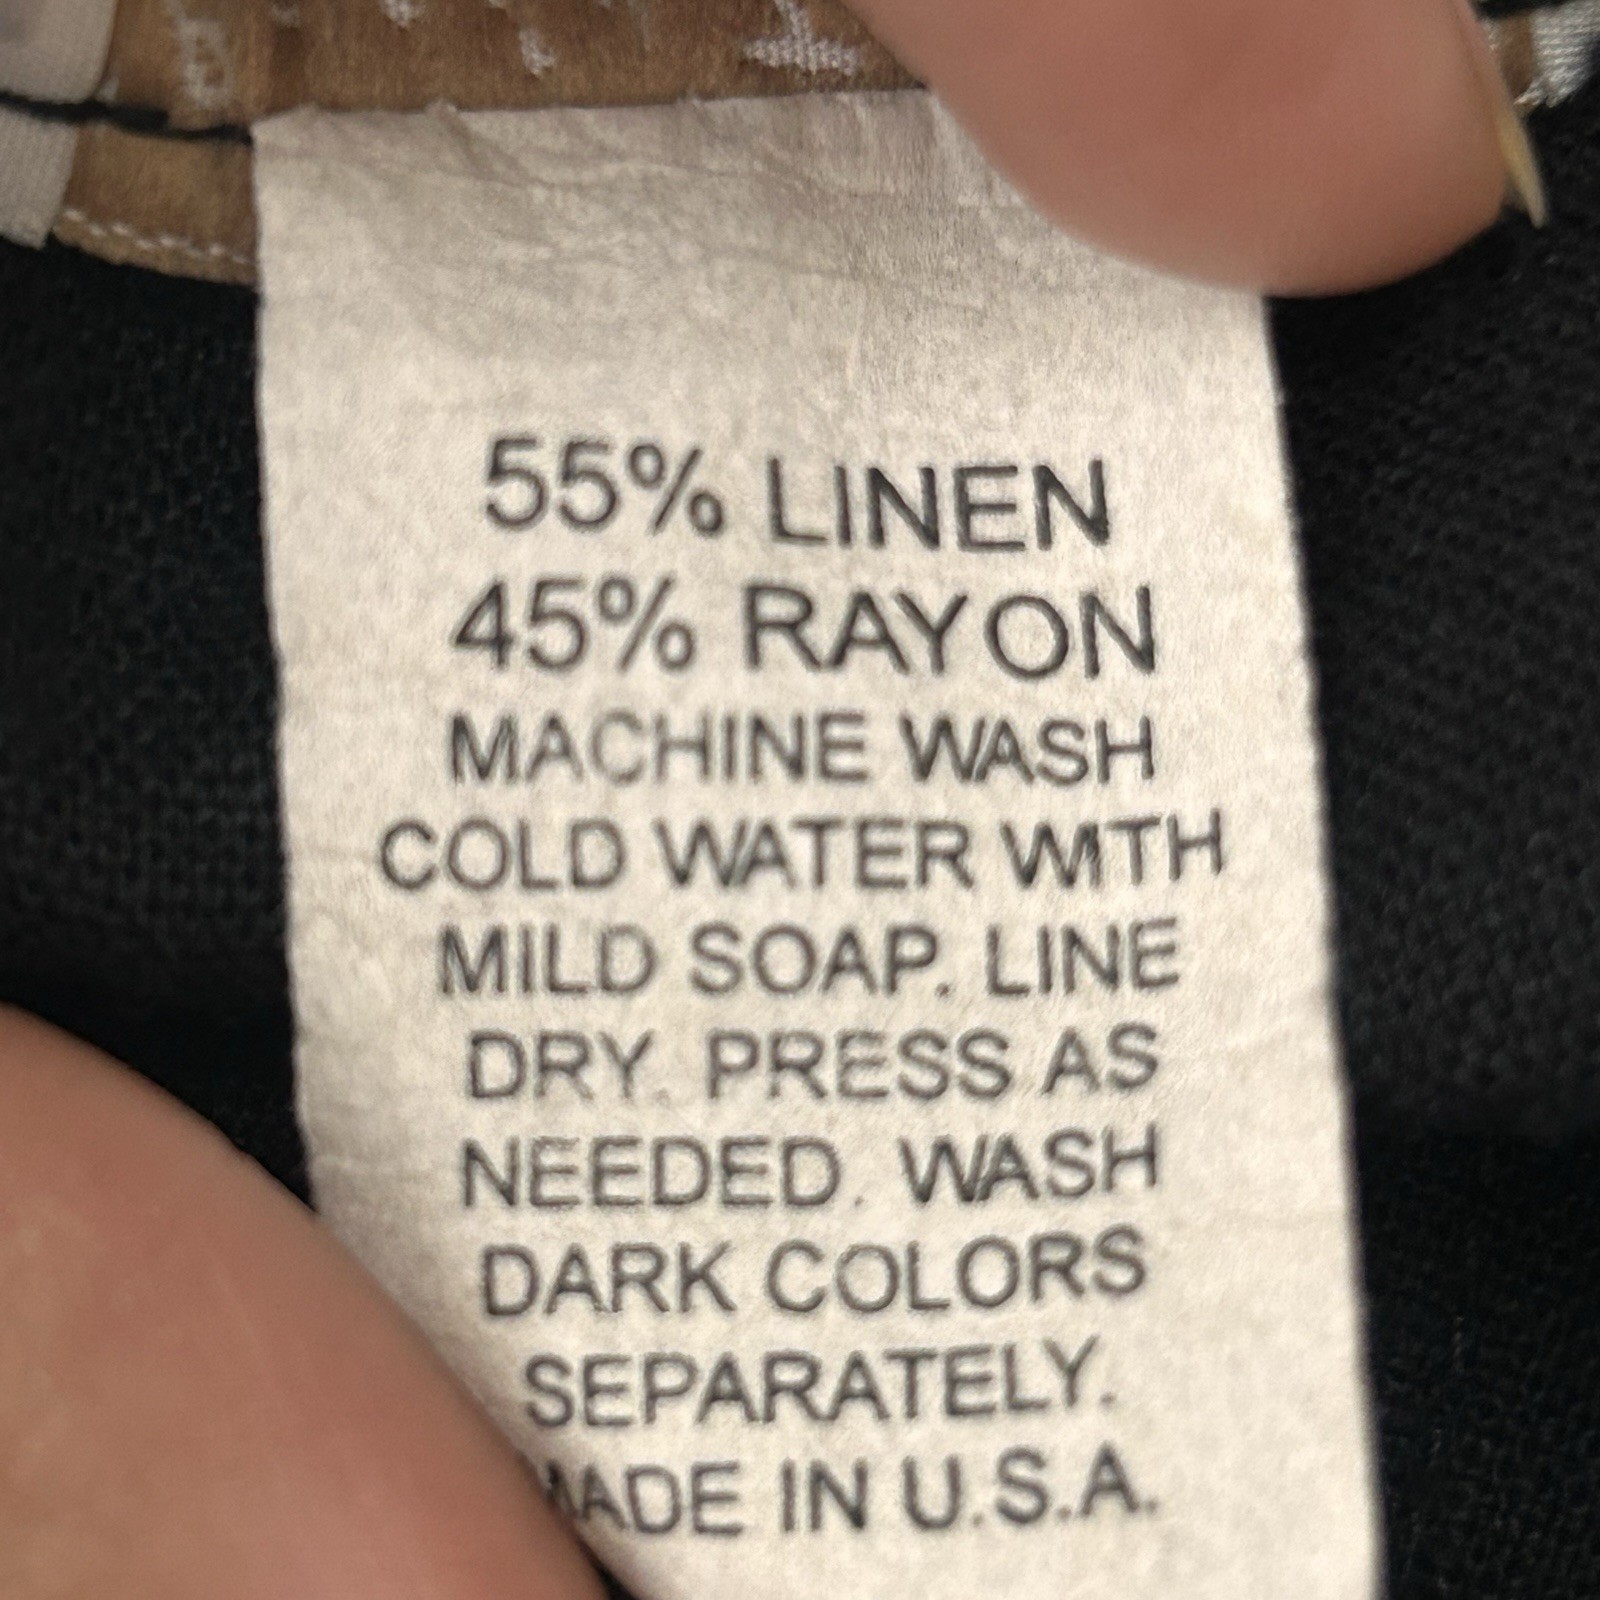 55% LINEN
45% RAYON
MACHINE WASH
COLD WATER WITH
MILD SOAP. LINE
DRY. PRESS AS
NEEDED. WASH
DARK COLORS
SEPARATELY.
MADE IN U.S.A.